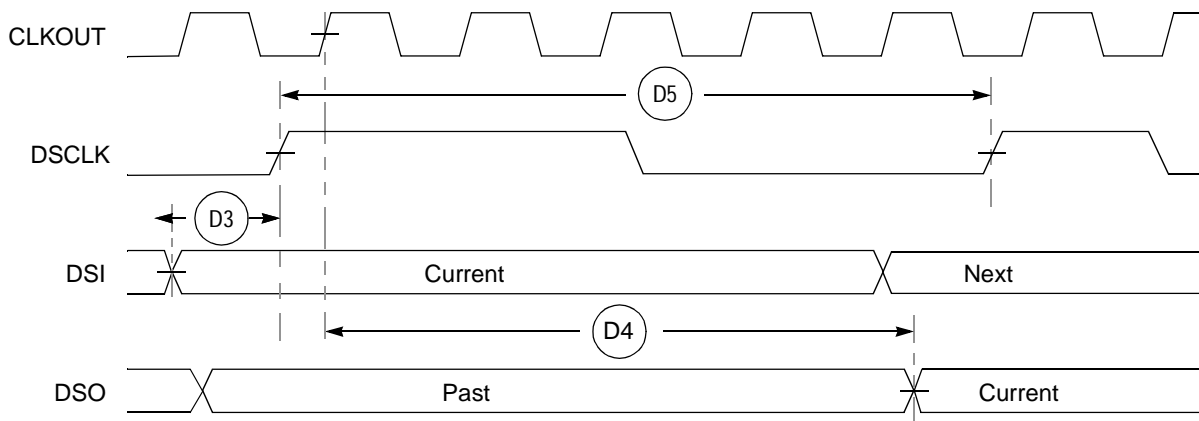 CLKOUT
D5
DSCLK
D3
DSI
Current
Next
D4
DSO
Past
Current